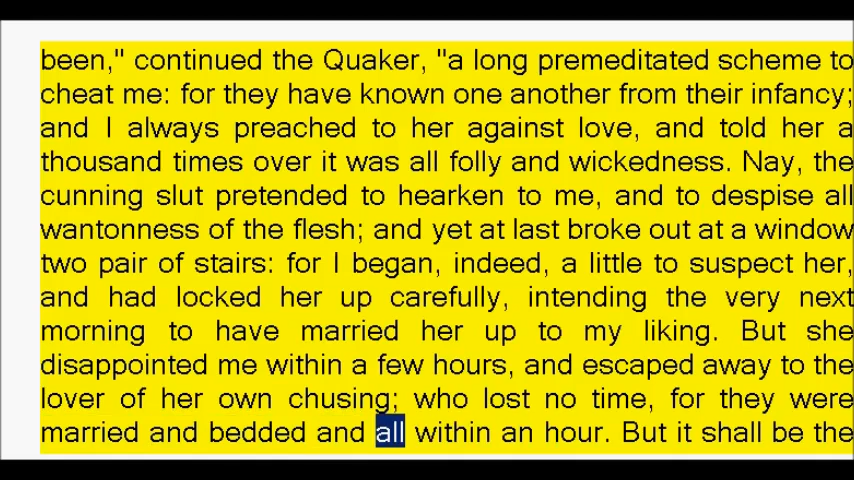 been," continued the Quaker, "a long premeditated scheme to
cheat me: for they have known one another from their infancy;
and I always preached to her against love, and told her a
thousand times over it was all folly and wickedness. Nay, the
cunning slut pretended to hearken to me, and to despise all
wantonness of the flesh; and yet at last broke out at a window
two pair of stairs: for I began, indeed, a little to suspect her,
and had locked her up carefully, intending the very next
morning to have married her up to my liking. But she
disappointed me within a few hours, and escaped away to the
lover of her own chusing; who lost no time, for they were
married and bedded and all within an hour. But it shall be the